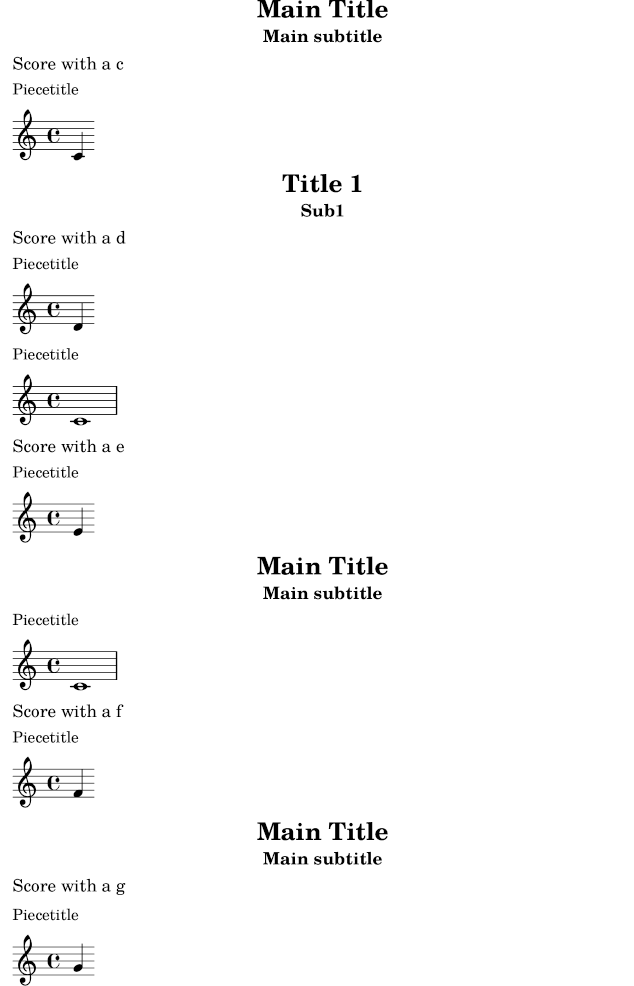 Main Title
Main subtitle
Score with a c
Piecetitle
Title 1
Sub1
Score with a d
Piecetitle
Piecetitle
Score with a e
Piecetitle
Main Title
Main subtitle
Piecetitle
Score with a f
Piecetitle
Main Title
Main subtitle
Score with a g
Piecetitle